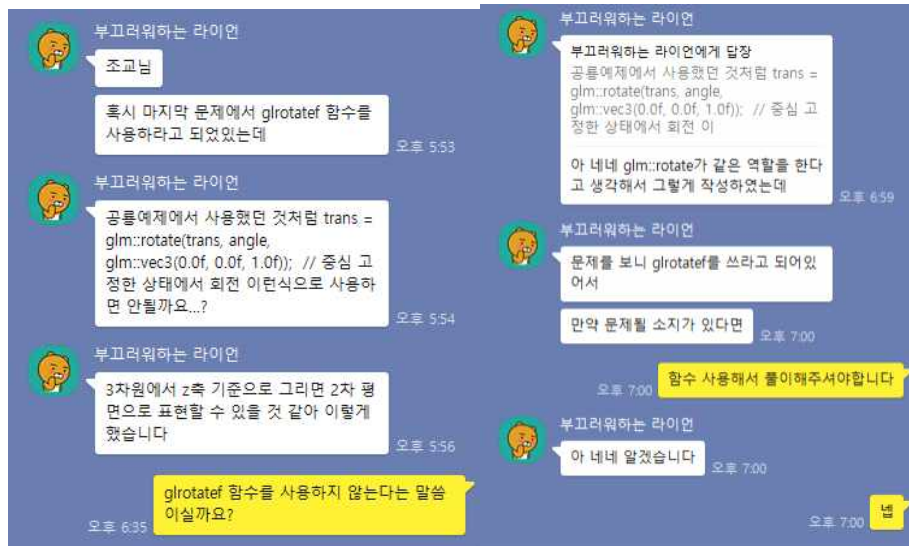 부끄러워하는 라이언
조교님
혹시 마지막 문제에서 glrotatef 함수를
사용하라고 되었있는데
오후 5:53
부끄러워하는 라이언
공룡예제에서 사용했던 것처럼 trans =
glm::rotate(trans, angle,
glm::vec3(0.0f, 0.0f, 1.0f));  // 중심 고
정한 상태에서 회전 이런식으로 사용하
면 안될까요...?
오후 5:54
부끄러워하는 라이언
3차원에서 z축 기준으로 그리면 2차 평
면으로 표현할 수 있을 것 같아 이렇게
했습니다
오후 5:56
glrotatef 함수를 사용하지 않는다는 말씀
이실까요?
오후 6:35
부끄러워하는 라이언
부끄러워하는 라이언에게 답장
공룡예제에서 사용했던 것처럼 trans =
glm::rotate(trans, angle,
glm::vec3(0.0f, 0.0f, 1.0f));  // 중심 고
정한 상태에서 회전 이
아 네네 glm::rotate가 같은 역할을 한다
고 생각해서 그렇게 작성하였는데
오후 6:59
부끄러워하는 라이언
문제를 보니 glrotatef를 쓰라고 되어있
어서
만약 문제될 소지가 있다면
오후 7:00
함수 사용해서 풀이해주셔야합니다
오후 7:00
부끄러워하는 라이언
아 네네 알겠습니다
오후 7:00
넵
오후 7:00